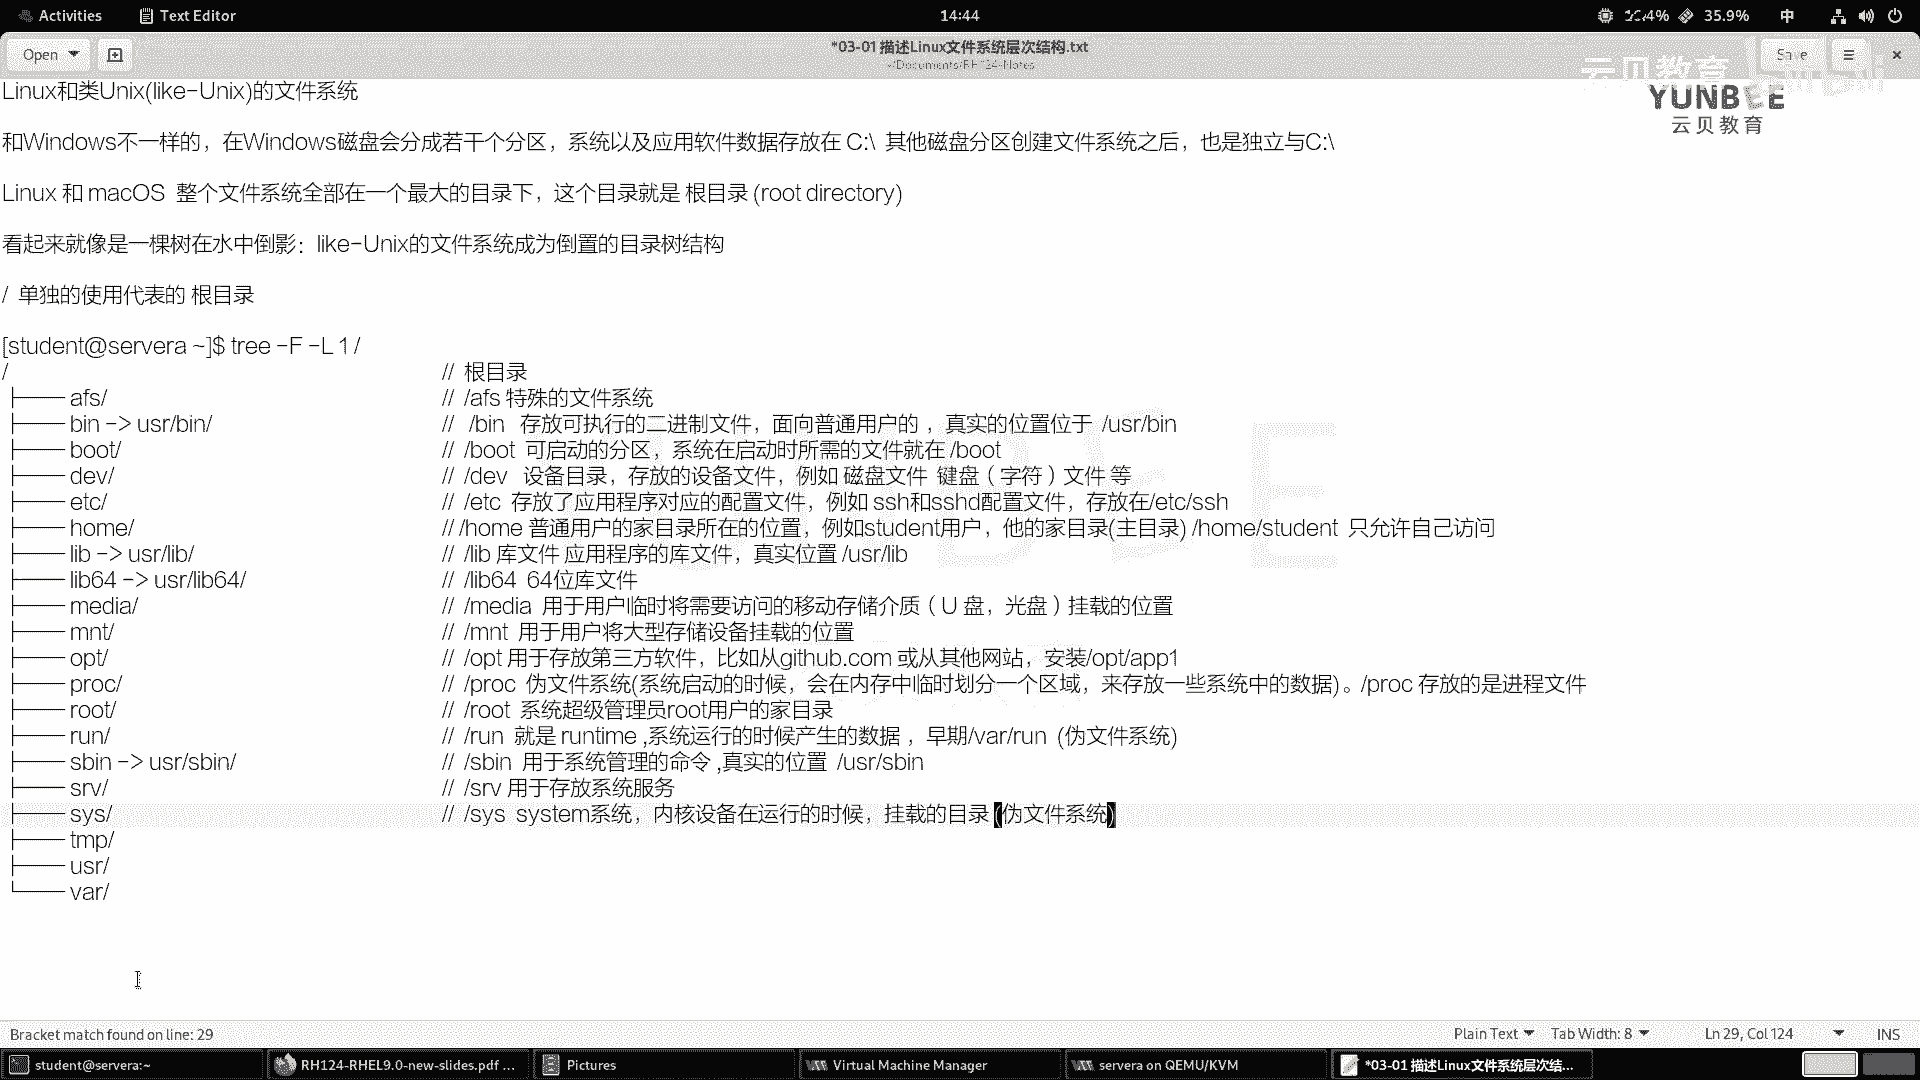 Activities Text Editor 14:44 35.9% 中
Open *03-01 描述Linux文件系统层次结构.txt Save
~/Documents/RH124-Notes
云贝教育
YUNBEE
云贝教育
Linux和类Unix(like-Unix)的文件系统
和Windows不一样的，在Windows磁盘会分成若干个分区，系统以及应用软件数据存放在 C:\ 其他磁盘分区创建文件系统之后，也是独立与C:\
Linux 和 macOS 整个文件系统全部在一个最大的目录下，这个目录就是 根目录 (root directory)
看起来就像是一棵树在水中倒影：like-Unix的文件系统成为倒置的目录树结构
/ 单独的使用代表的 根目录
[student@servera ~]$ tree -F -L 1 /
/ // 根目录
├── afs/ // /afs 特殊的文件系统
├── bin -> usr/bin/ // /bin 存放可执行的二进制文件，面向普通用户的 ，真实的位置位于 /usr/bin
├── boot/ // /boot 可启动的分区，系统在启动时所需的文件就在 /boot
├── dev/ // /dev 设备目录，存放的设备文件，例如 磁盘文件 键盘（字符）文件 等
├── etc/ // /etc 存放了应用程序对应的配置文件，例如 ssh和sshd配置文件，存放在/etc/ssh
├── home/ // /home 普通用户的家目录所在的位置，例如student用户，他的家目录(主目录) /home/student 只允许自己访问
├── lib -> usr/lib/ // /lib 库文件 应用程序的库文件，真实位置 /usr/lib
├── lib64 -> usr/lib64/ // /lib64 64位库文件
├── media/ // /media 用于用户临时将需要访问的移动存储介质（U 盘，光盘）挂载的位置
├── mnt/ // /mnt 用于用户将大型存储设备挂载的位置
├── opt/ // /opt 用于存放第三方软件，比如从github.com 或从其他网站，安装/opt/app1
├── proc/ // /proc 伪文件系统(系统启动的时候，会在内存中临时划分一个区域，来存放一些系统中的数据)。/proc 存放的是进程文件
├── root/ // /root 系统超级管理员root用户的家目录
├── run/ // /run 就是 runtime ,系统运行的时候产生的数据 ，早期/var/run (伪文件系统)
├── sbin -> usr/sbin/ // /sbin 用于系统管理的命令 ,真实的位置 /usr/sbin
├── srv/ // /srv 用于存放系统服务
├── sys/ // /sys system系统，内核设备在运行的时候，挂载的目录 (伪文件系统)
├── tmp/
├── usr/
└── var/
Bracket match found on line: 29 Plain Text Tab Width: 8 Ln 29, Col 124 INS
student@servera:~ RH124-RHEL9.0-new-slides.pdf ... Pictures Virtual Machine Manager servera on QEMU/KVM *03-01 描述Linux文件系统层次结...